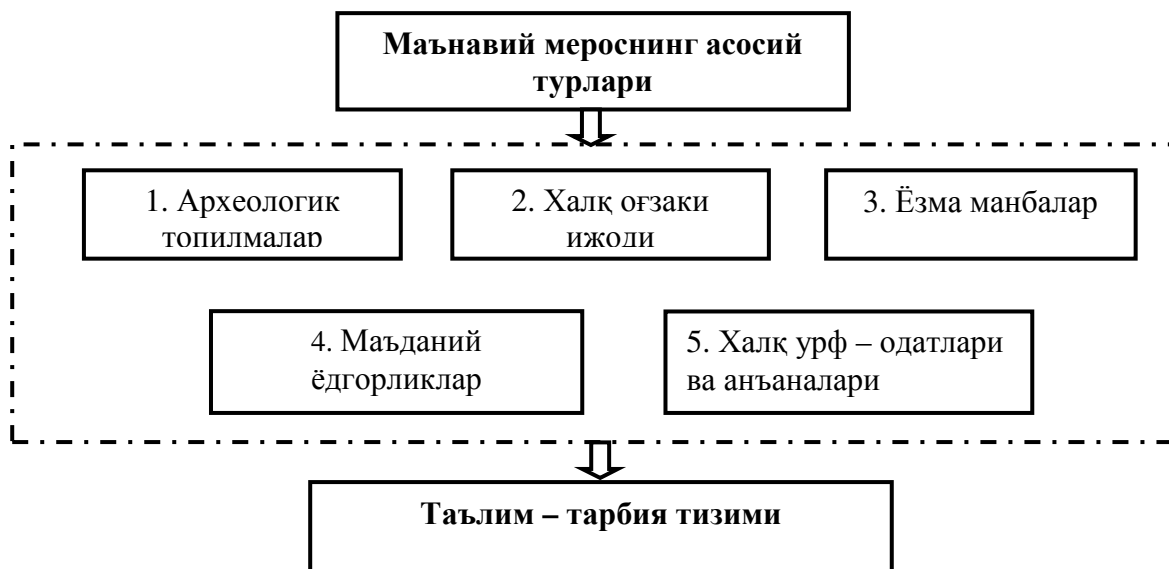 Маънавий мероснинг асосий
турлари
1. Археологик
топилмалар
2. Халқ оғзаки
ижоди
3. Ёзма манбалар
4. Маъданий
ёдгорликлар
5. Халқ урф – одатлари
ва анъаналари
Таълим – тарбия тизими